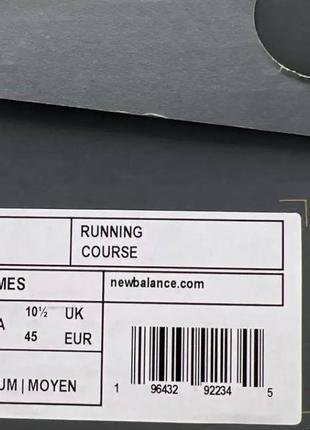 RUNNING
COURSE
MES
newbalance.com
A 10½ UK
45 EUR
UM | MOYEN
1 96432 92234 5